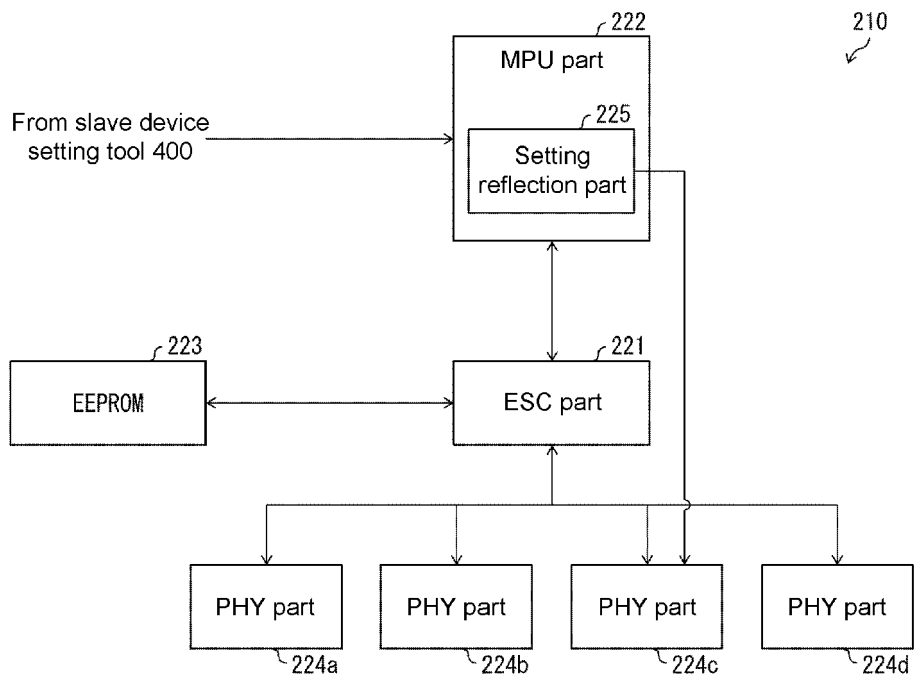 210
222
MPU part
From slave device
setting tool 400
225
Setting
reflection part
223
EEPROM
221
ESC part
PHY part
PHY part
PHY part
PHY part
224a
224b
224c
224d